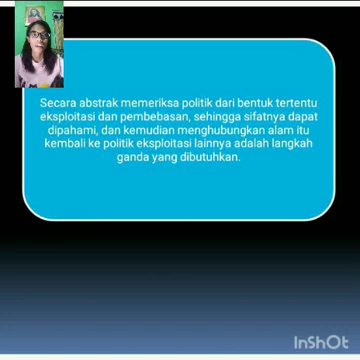 Secara abstrak memeriksa politik dari bentuk tertentu
eksploitasi dan pembebasan, sehingga sifatnya dapat
dipahami, dan kemudian menghubungkan alam itu
kembali ke politik eksploitasi lainnya adalah langkah
ganda yang dibutuhkan.
InShOt